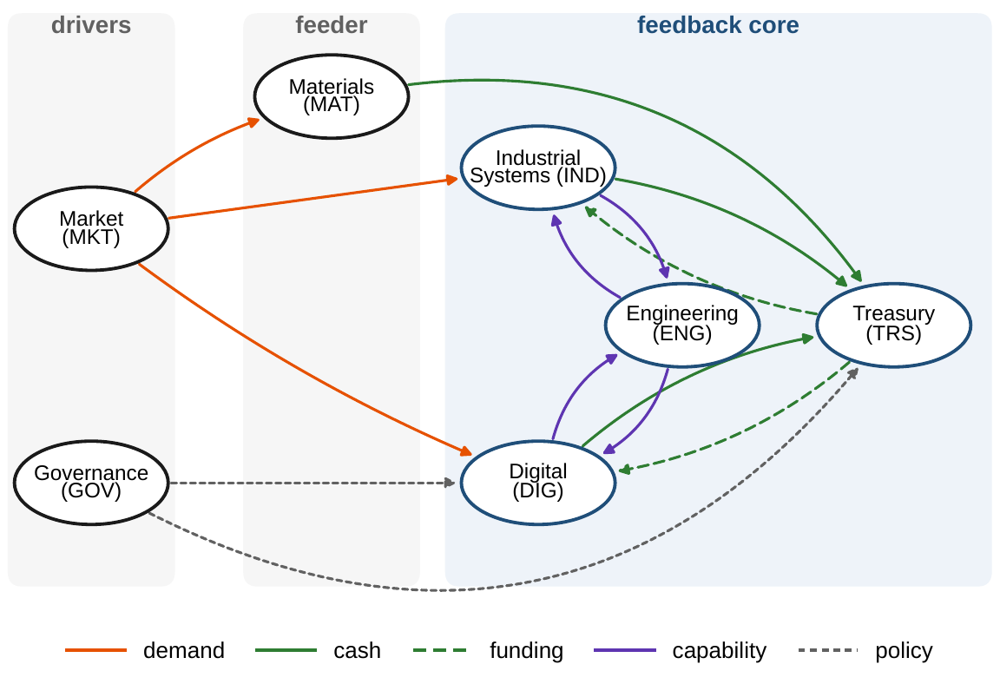 drivers
feeder
feedback core
Materials
(MAT)
Industrial
Systems (IND)
Market
(MKT)
Engineering
(ENG)
Treasury
(TRS)
Governance
(GOV)
Digital
(DIG)
demand
cash
funding
capability
policy